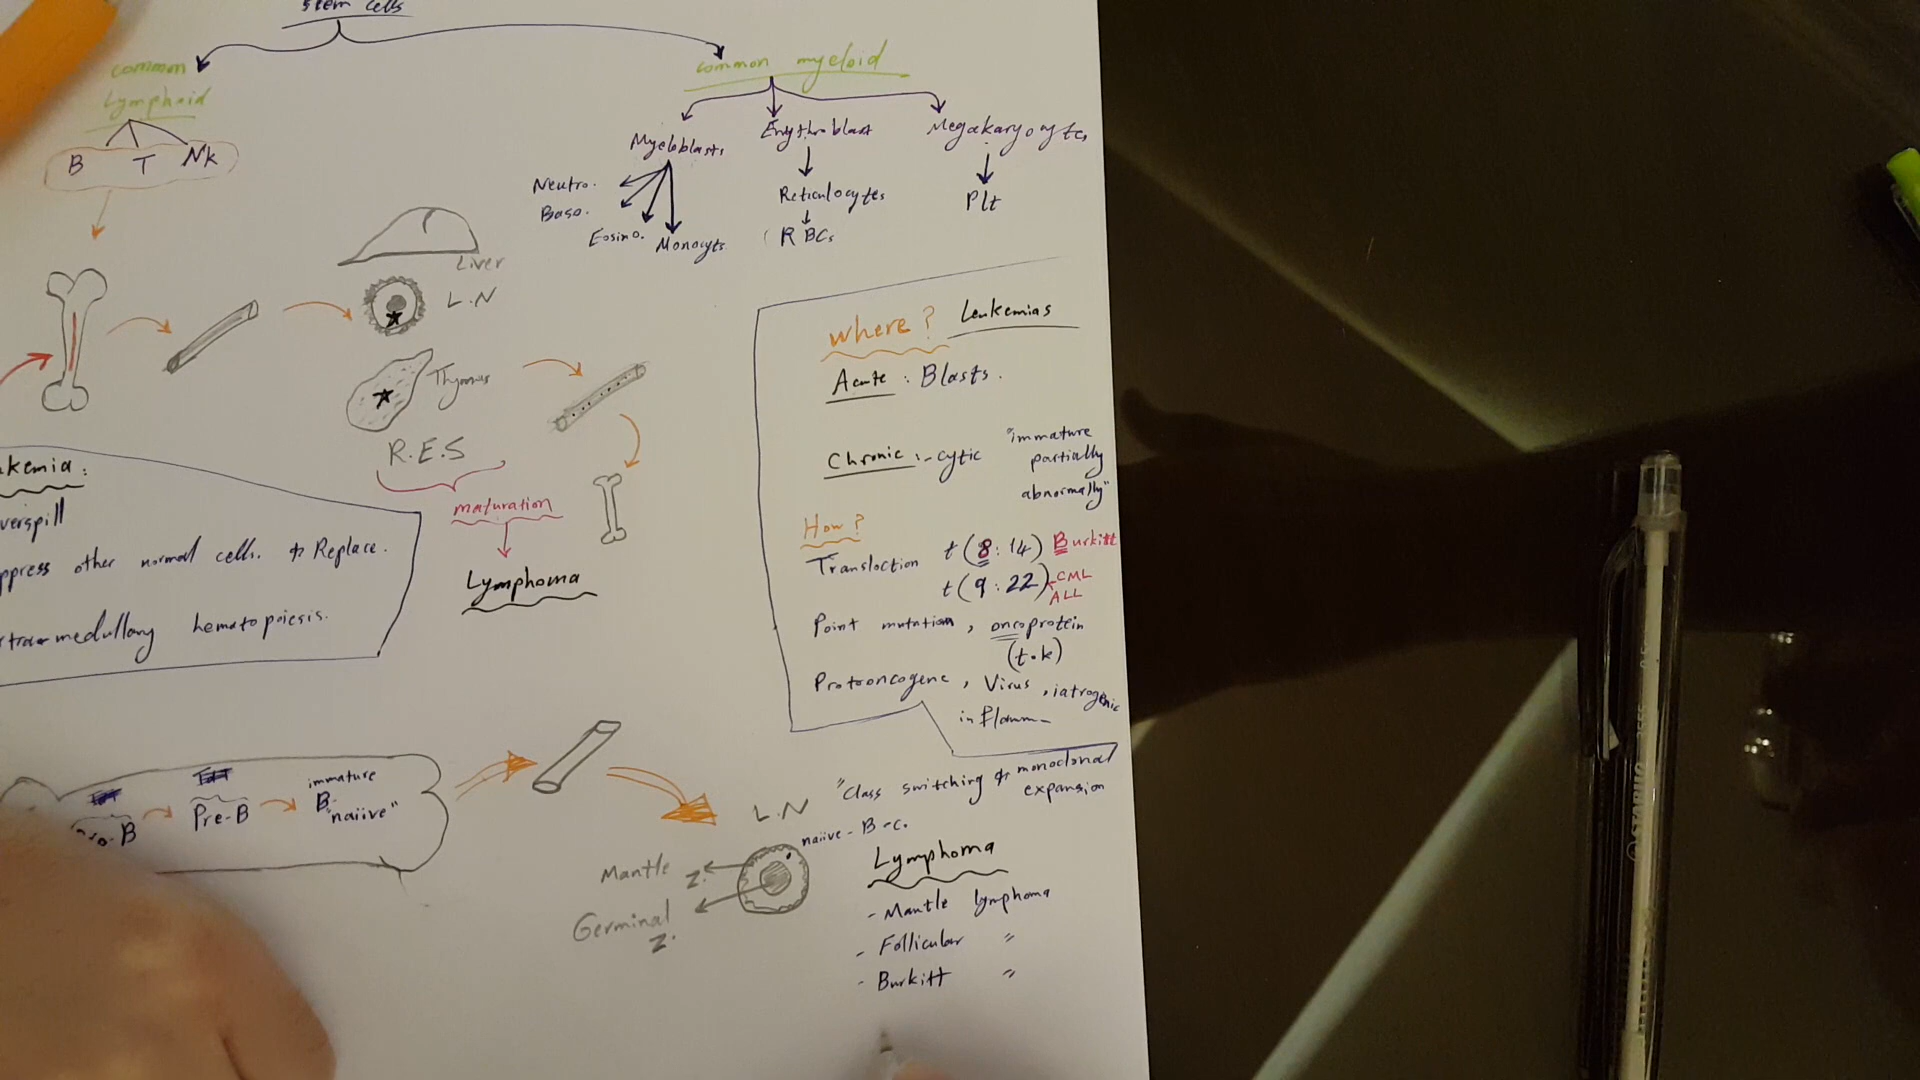 stem cells
common
Lymphoid
B T Nk
common myeloid
Myeloblasts
Erythroblast
Megakaryocytes
Neutro.
Baso.
Eosino.
Monocyts
Reticulocytes
RBCs
Plt
Liver
L.N
Thymus
R.E.S
maturation
Lymphoma
kemia:
verspill
ppress other normal cells. & Replace.
tramedullary hematopoiesis.
Where? Leukemias
Acute : Blasts.
Chronic :- cytic "immature
partially
abnormally"
How?
Transloction t(8:14) Burkitt
t(9:22) CML
ALL
Point mutation, oncoprotein
(t.k)
Protooncogene, Virus, iatrogenic
inflamm-
o-B
Pre-B
immature
B
"naiive"
L.N
"Class switching & monoclonal
expansion
naiive-B-c.
Mantle
Z.
Germinal
Z.
Lymphoma
- Mantle lymphoma
- Follicular "
- Burkitt "
STABILO